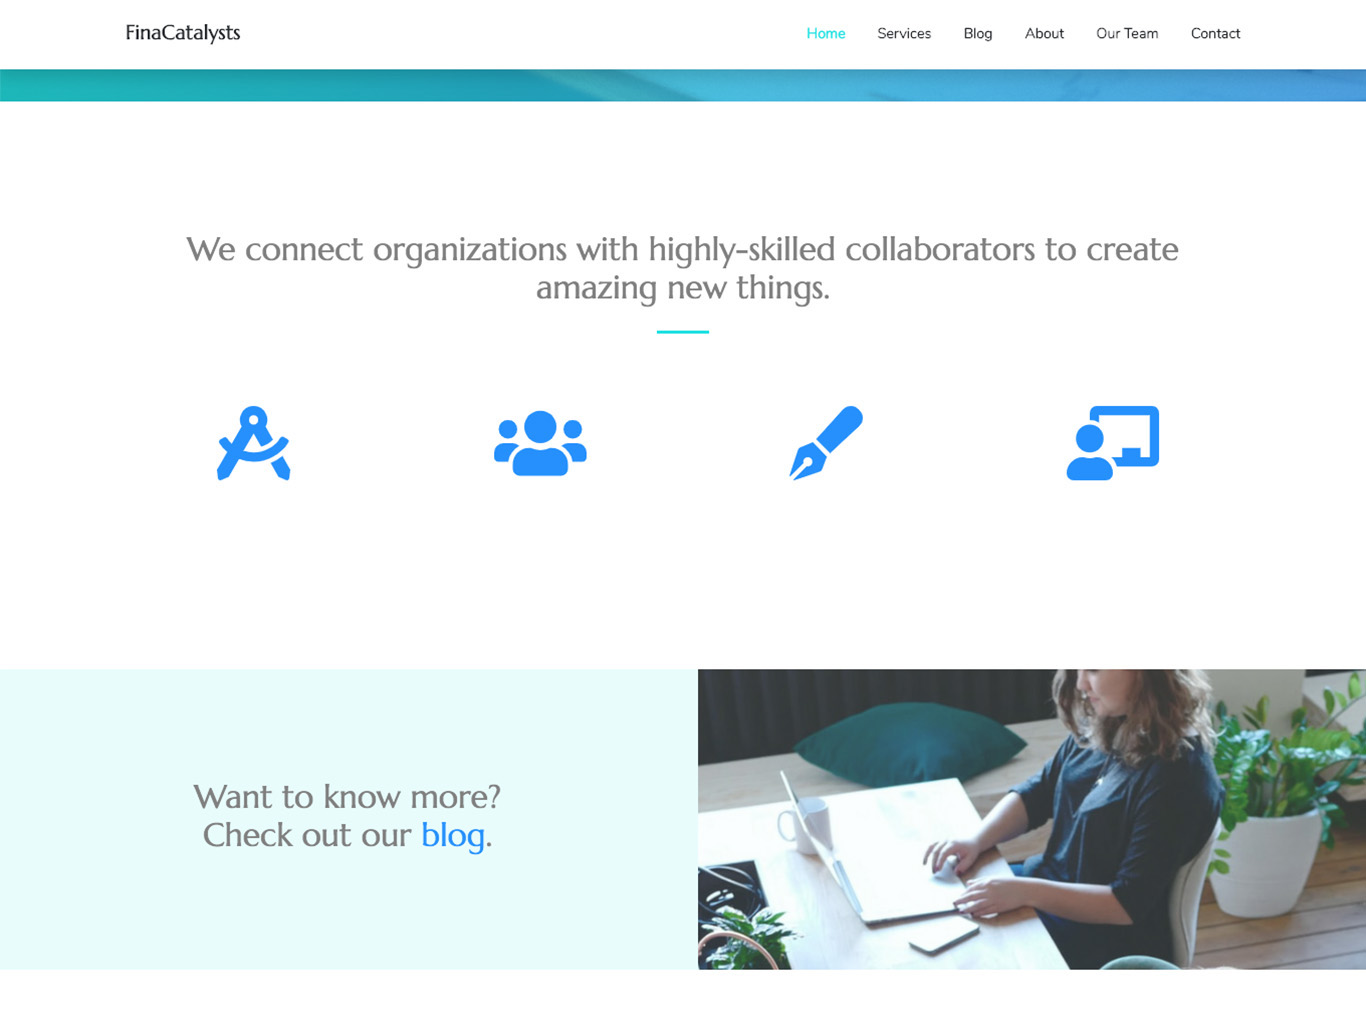 FinaCatalysts
Home Services Blog About Our Team Contact
We connect organizations with highly-skilled collaborators to create
amazing new things.
Want to know more?
Check out our blog.